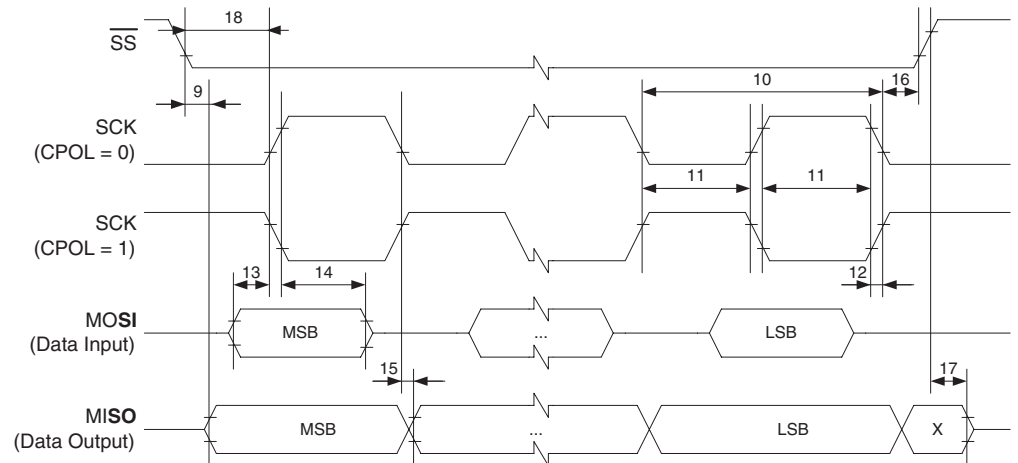 18
SS
9
10
16
SCK
(CPOL = 0)
11
11
SCK
(CPOL = 1)
13
14
12
MOSI
(Data Input)
MSB
...
LSB
15
17
MISO
(Data Output)
MSB
...
LSB
X